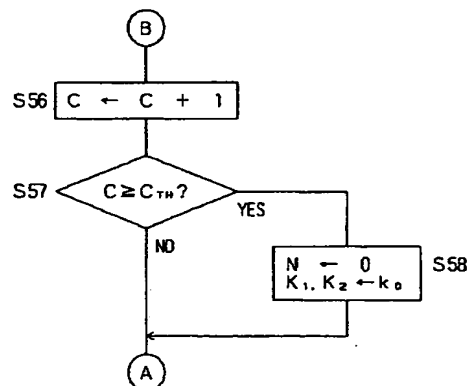 B
S56
C ← C + 1
S57
C ≧ C_TH?
YES
NO
N ← 0
S58
K₁, K₂ ← k₀
A